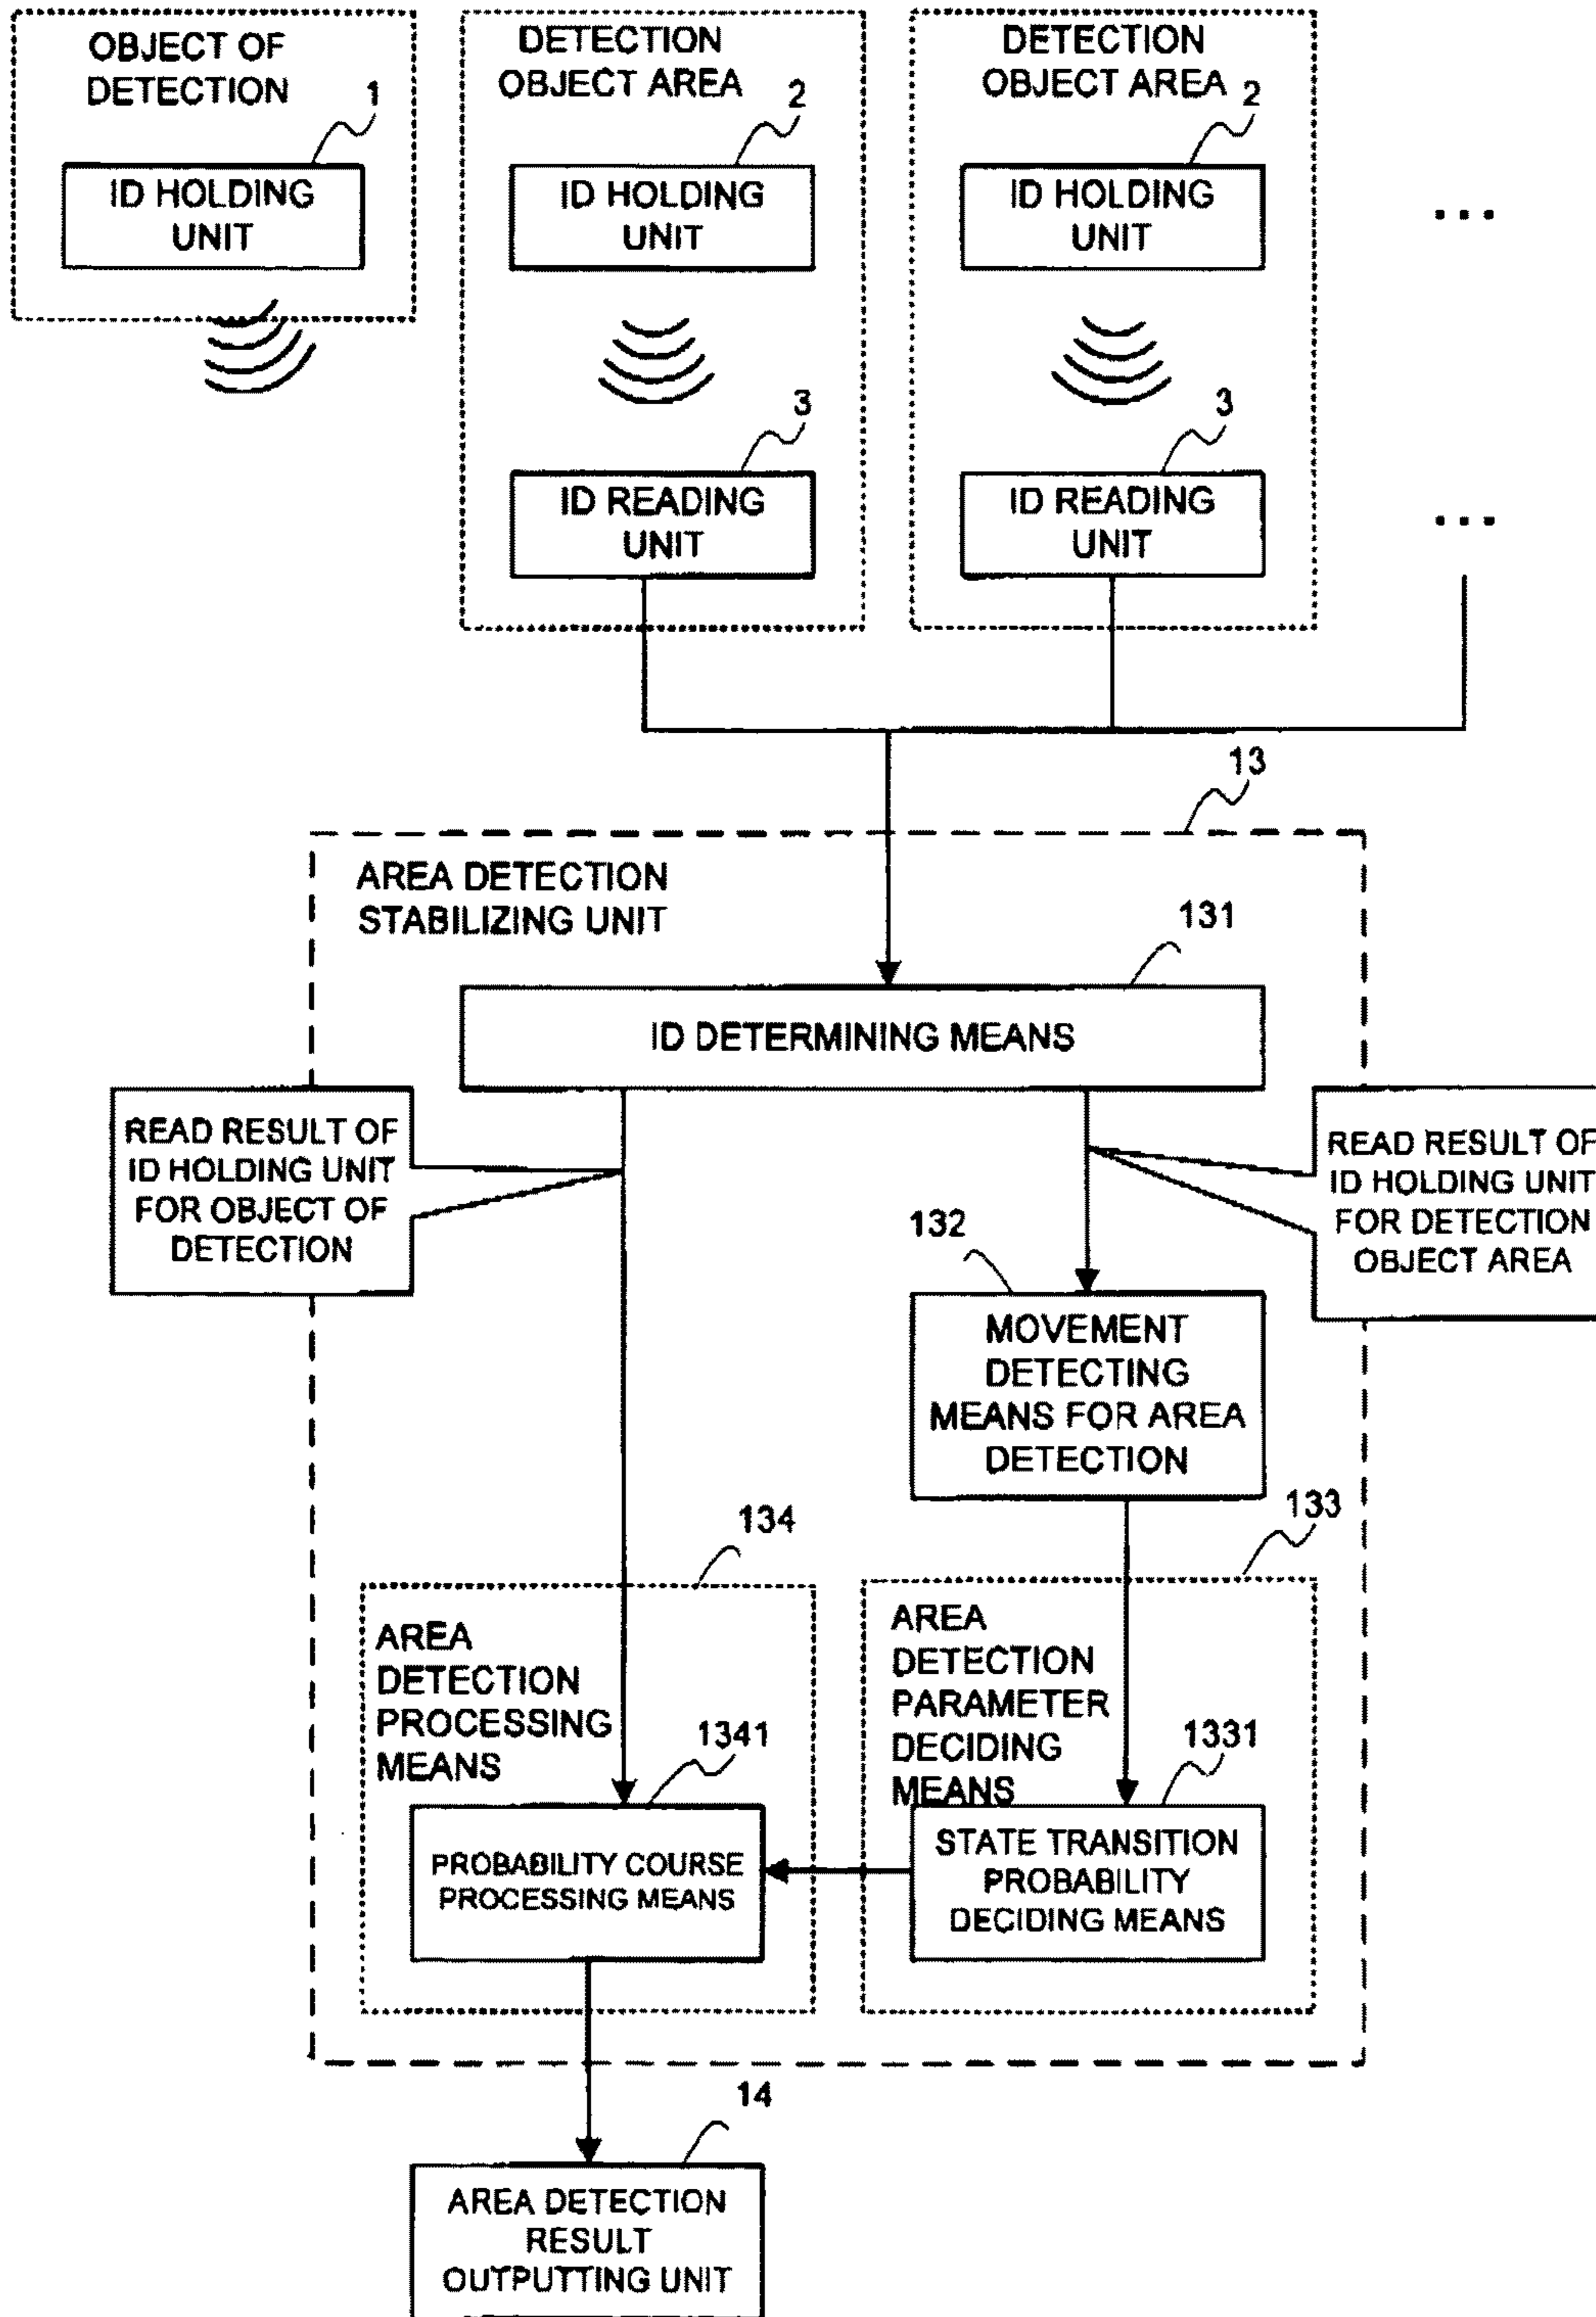 OBJECT OF
DETECTION
1
ID HOLDING
UNIT
DETECTION
OBJECT AREA
2
ID HOLDING
UNIT
3
ID READING
UNIT
DETECTION
OBJECT AREA
2
ID HOLDING
UNIT
...
3
ID READING
UNIT
...
13
AREA DETECTION
STABILIZING UNIT
131
ID DETERMINING MEANS
READ RESULT OF
ID HOLDING UNIT
FOR OBJECT OF
DETECTION
READ RESULT OF
ID HOLDING UNIT
FOR DETECTION
OBJECT AREA
132
MOVEMENT
DETECTING
MEANS FOR AREA
DETECTION
134
AREA
DETECTION
PROCESSING
MEANS
1341
PROBABILITY COURSE
PROCESSING MEANS
133
AREA
DETECTION
PARAMETER
DECIDING
MEANS
1331
STATE TRANSITION
PROBABILITY
DECIDING MEANS
14
AREA DETECTION
RESULT
OUTPUTTING UNIT